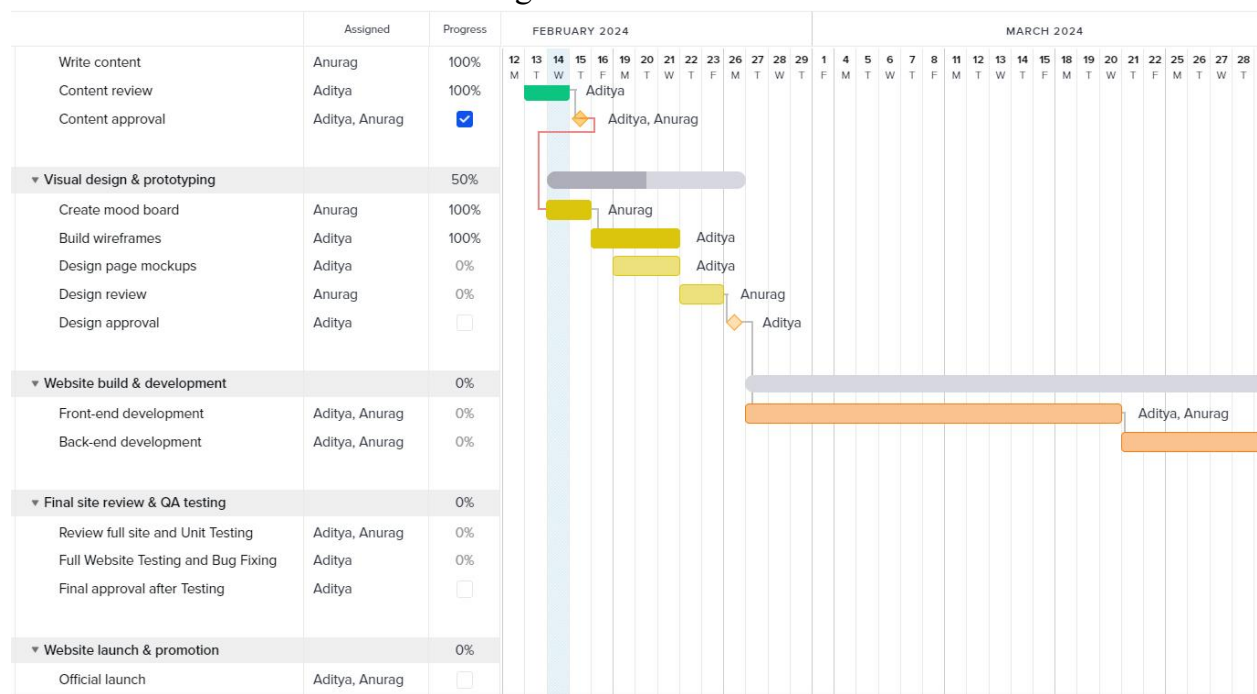 g
Assigned Progress FEBRUARY 2024 MARCH 2024
12 13 14 15 16 19 20 21 22 23 26 27 28 29 1 4 5 6 7 8 11 12 13 14 15 18 19 20 21 22 25 26 27 28
M T W T F M T W T F M T W T F M T W T F M T W T F M T W T F M T W T
Write content Anurag 100%
Content review Aditya 100% Aditya
Content approval Aditya, Anurag Aditya, Anurag
Visual design & prototyping 50%
Create mood board Anurag 100% Anurag
Build wireframes Aditya 100% Aditya
Design page mockups Aditya 0% Aditya
Design review Anurag 0% Anurag
Design approval Aditya Aditya
Website build & development 0%
Front-end development Aditya, Anurag 0% Aditya, Anurag
Back-end development Aditya, Anurag 0%
Final site review & QA testing 0%
Review full site and Unit Testing Aditya, Anurag 0%
Full Website Testing and Bug Fixing Aditya 0%
Final approval after Testing Aditya
Website launch & promotion 0%
Official launch Aditya, Anurag